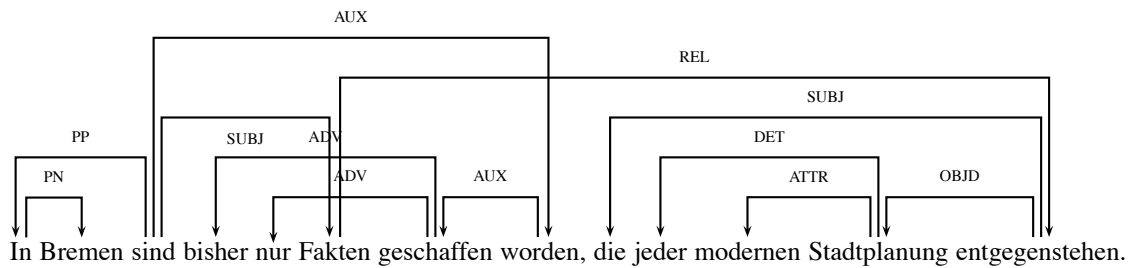 AUX
REL
SUBJ
PP SUBJ ADV DET
PN ADV AUX ATTR OBJD
In Bremen sind bisher nur Fakten geschaffen worden, die jeder modernen Stadtplanung entgegenstehen.